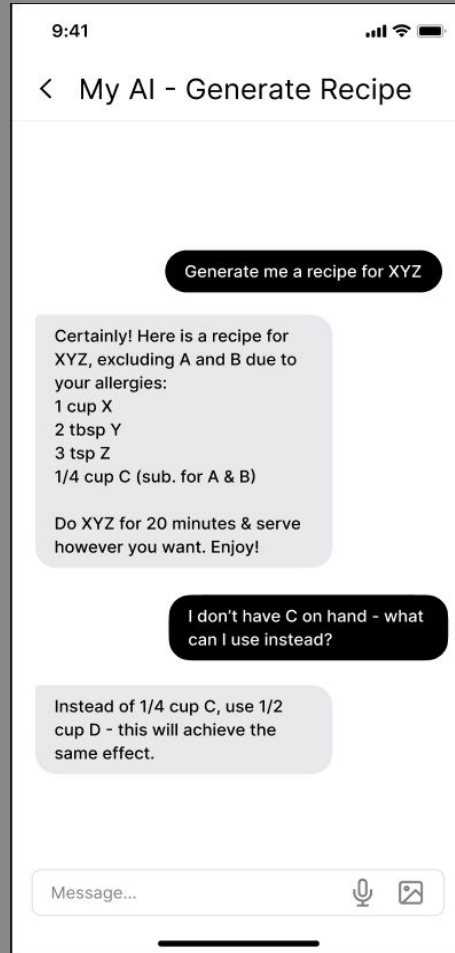 9:41
My AI - Generate Recipe
Generate me a recipe for XYZ
Certainly! Here is a recipe for
XYZ, excluding A and B due to
your allergies:
1 cup X
2 tbsp Y
3 tsp Z
1/4 cup C (sub. for A & B)
Do XYZ for 20 minutes & serve
however you want. Enjoy!
I don’t have C on hand - what
can I use instead?
Instead of 1/4 cup C, use 1/2
cup D - this will achieve the
same effect.
Message...